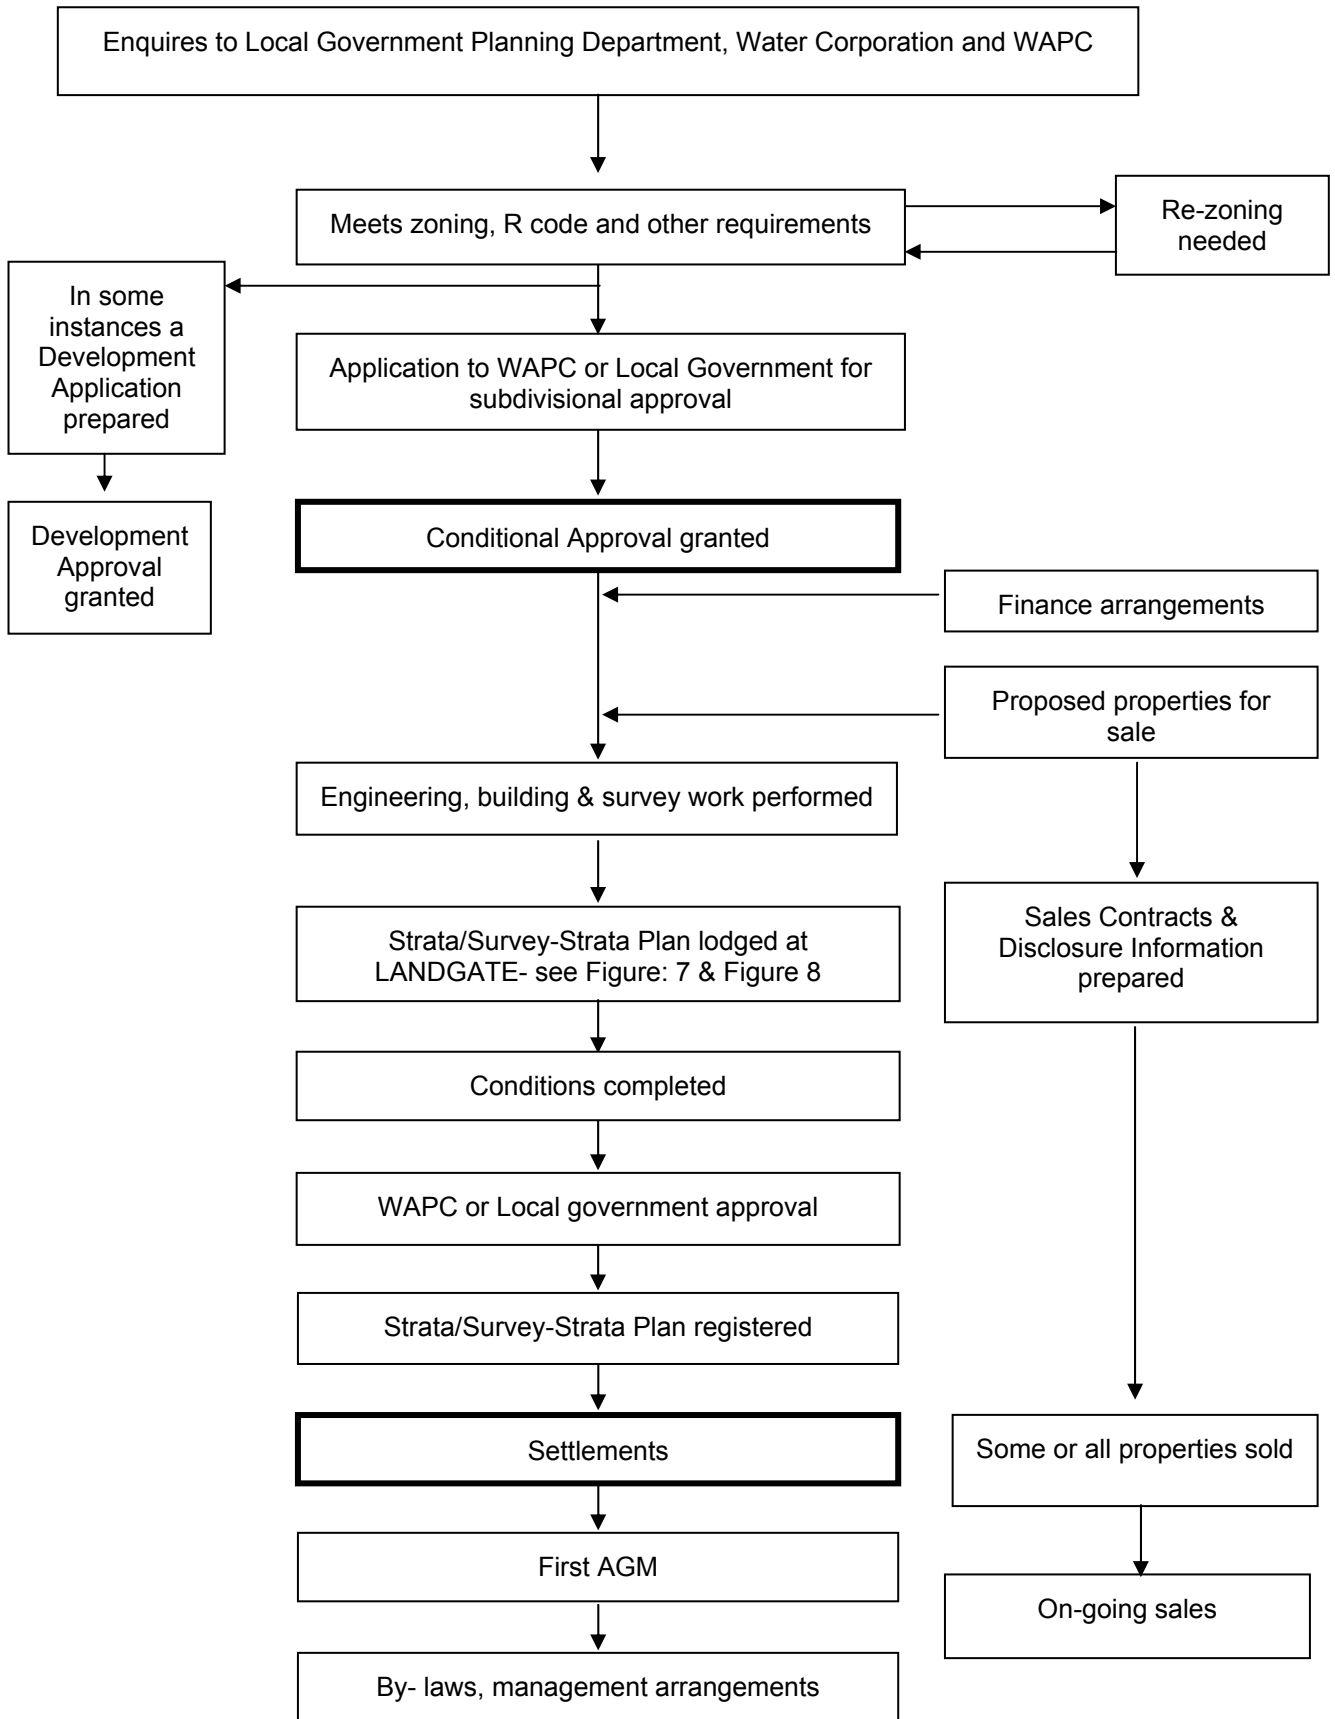 Enquires to Local Government Planning Department, Water Corporation and WAPC
Meets zoning, R code and other requirements
Re-zoning
needed
In some
instances a
Development
Application
prepared
Application to WAPC or Local Government for
subdivisional approval
Development
Approval
granted
Conditional Approval granted
Finance arrangements
Proposed properties for
sale
Engineering, building & survey work performed
Strata/Survey-Strata Plan lodged at
LANDGATE- see Figure: 7 & Figure 8
Sales Contracts &
Disclosure Information
prepared
Conditions completed
WAPC or Local government approval
Strata/Survey-Strata Plan registered
Settlements
Some or all properties sold
First AGM
On-going sales
By- laws, management arrangements